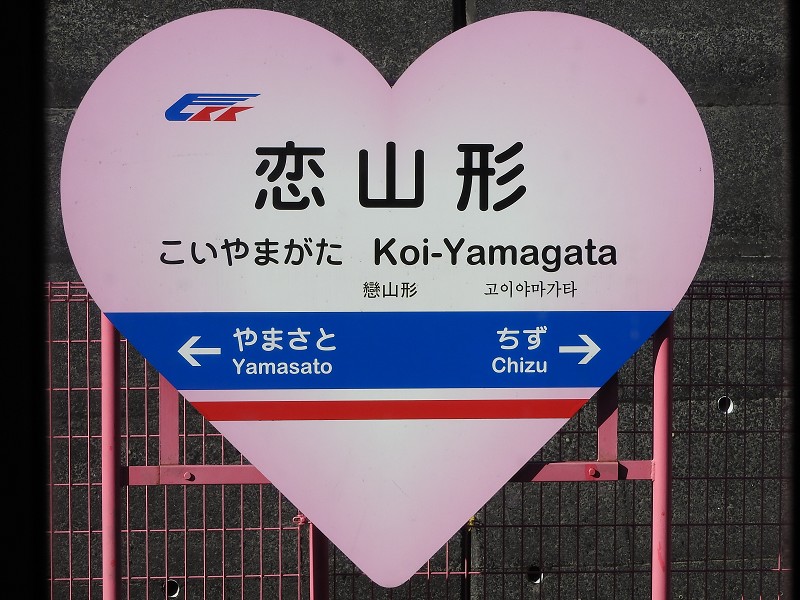 恋山形
こいやまがた Koi-Yamagata
戀山形 고이야마가타
← やまさと ちず →
Yamasato Chizu